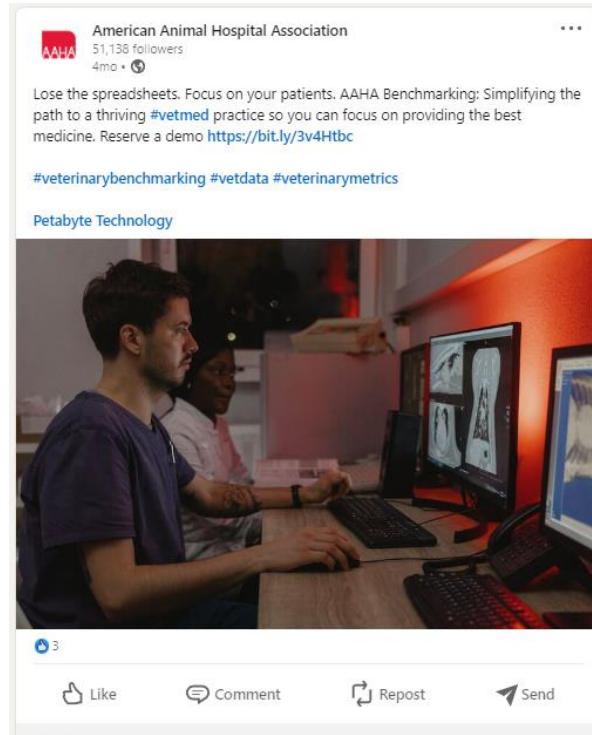 American Animal Hospital Association
AAHA
51,138 followers
4mo •
Lose the spreadsheets. Focus on your patients. AAHA Benchmarking: Simplifying the
path to a thriving #vetmed practice so you can focus on providing the best
medicine. Reserve a demo https://bit.ly/3v4Htbc
#veterinarybenchmarking #vetdata #veterinarymetrics
Petabyte Technology
3
Like
Comment
Repost
Send